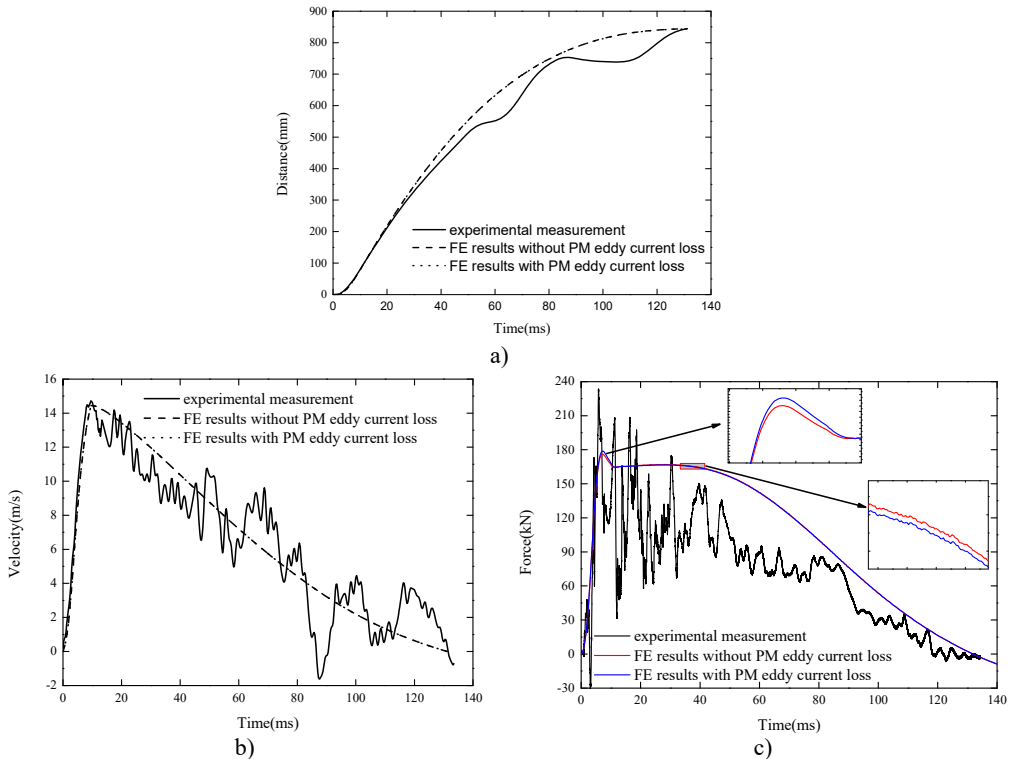 900
800
700
600
500
400
300
200
100
0
Distance(mm)
experimental measurement
FE results without PM eddy current loss
FE results with PM eddy current loss
0 20 40 60 80 100 120 140
Time(ms)
a)
16
14
12
10
8
6
4
2
0
-2
Velocity(m/s)
experimental measurement
FE results without PM eddy current loss
FE results with PM eddy current loss
0 20 40 60 80 100 120 140
Time(ms)
b)
240
210
180
150
120
90
60
30
0
-30
Force(kN)
experimental measurement
FE results without PM eddy current loss
FE results with PM eddy current loss
0 20 40 60 80 100 120 140
Time(ms)
c)